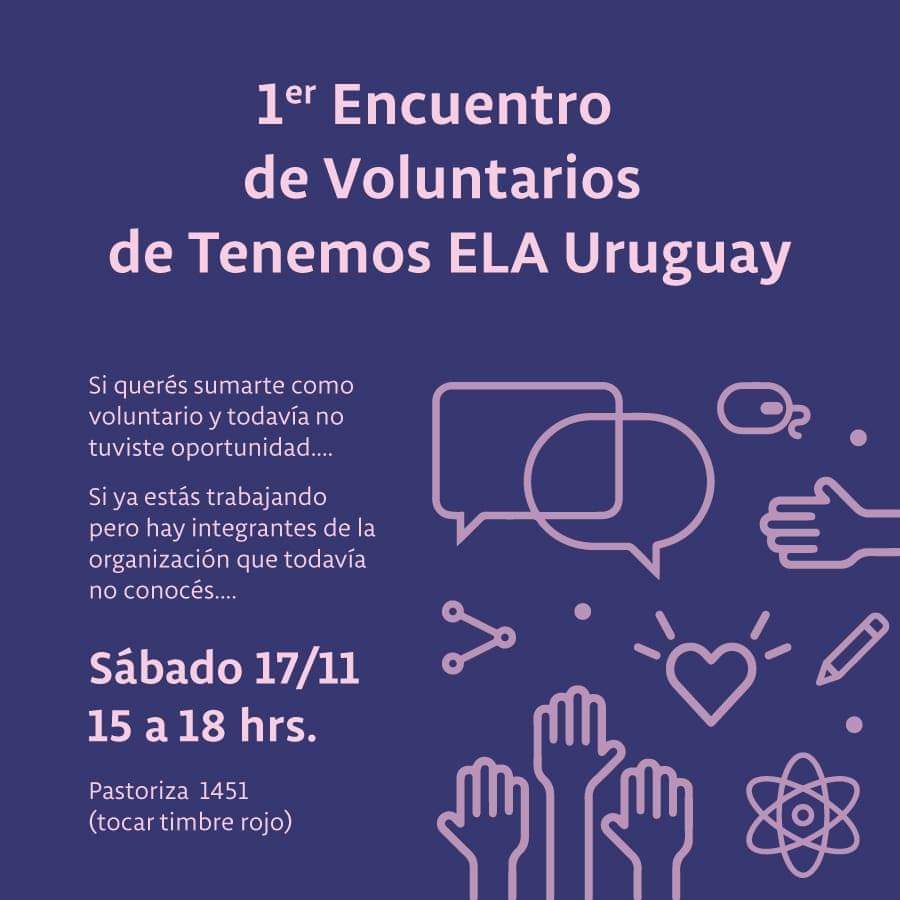 1er Encuentro
de Voluntarios
de Tenemos ELA Uruguay
Si querés sumarte como
voluntario y todavía no
tuviste oportunidad....
Si ya estás trabajando
pero hay integrantes de la
organización que todavía
no conocés....
Sábado 17/11
15 a 18 hrs.
Pastoriza 1451
(tocar timbre rojo)